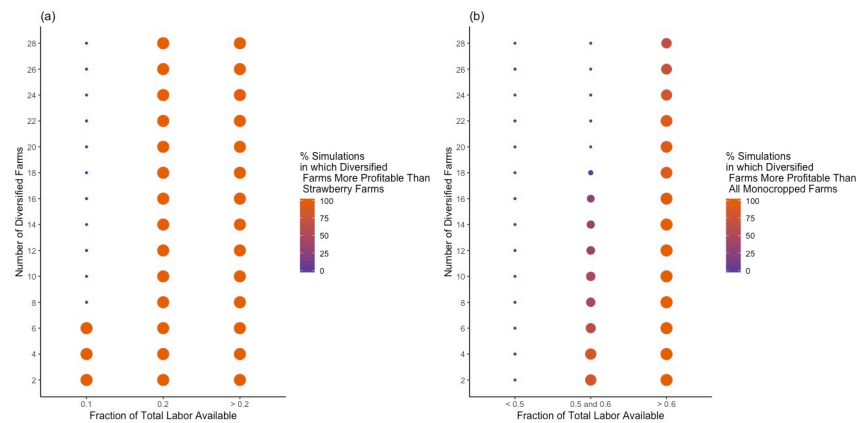 (a)
Number of Diversified Farms
28
26
24
22
20
18
16
14
12
10
8
6
4
2
0.1
0.2
> 0.2
Fraction of Total Labor Available
% Simulations
in which Diversified
Farms More Profitable Than
Strawberry Farms
100
75
50
25
0
(b)
Number of Diversified Farms
28
26
24
22
20
18
16
14
12
10
8
6
4
2
< 0.5
0.5 and 0.6
> 0.6
Fraction of Total Labor Available
% Simulations
in which Diversified
Farms More Profitable Than
All Monocropped Farms
100
75
50
25
0